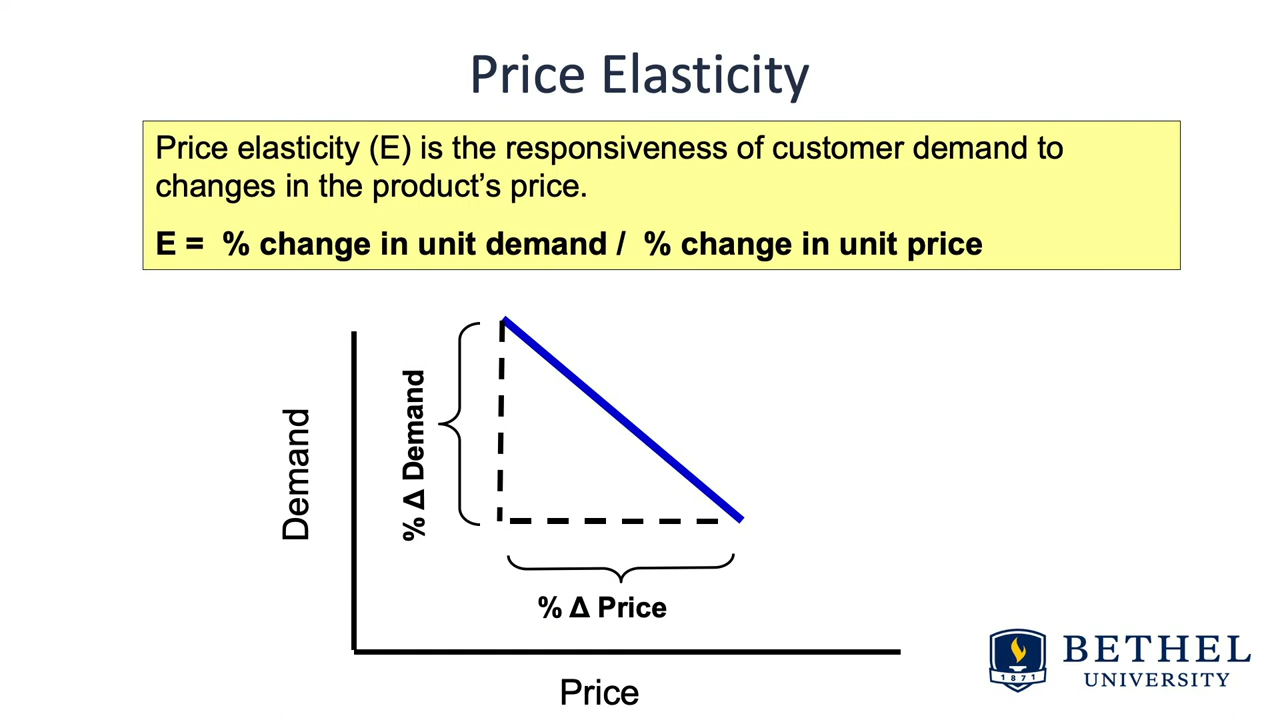 Price Elasticity
Price elasticity (E) is the responsiveness of customer demand to
changes in the product’s price.
E = % change in unit demand / % change in unit price
Demand
% Δ Demand
% Δ Price
Price
1871
BETHEL
UNIVERSITY